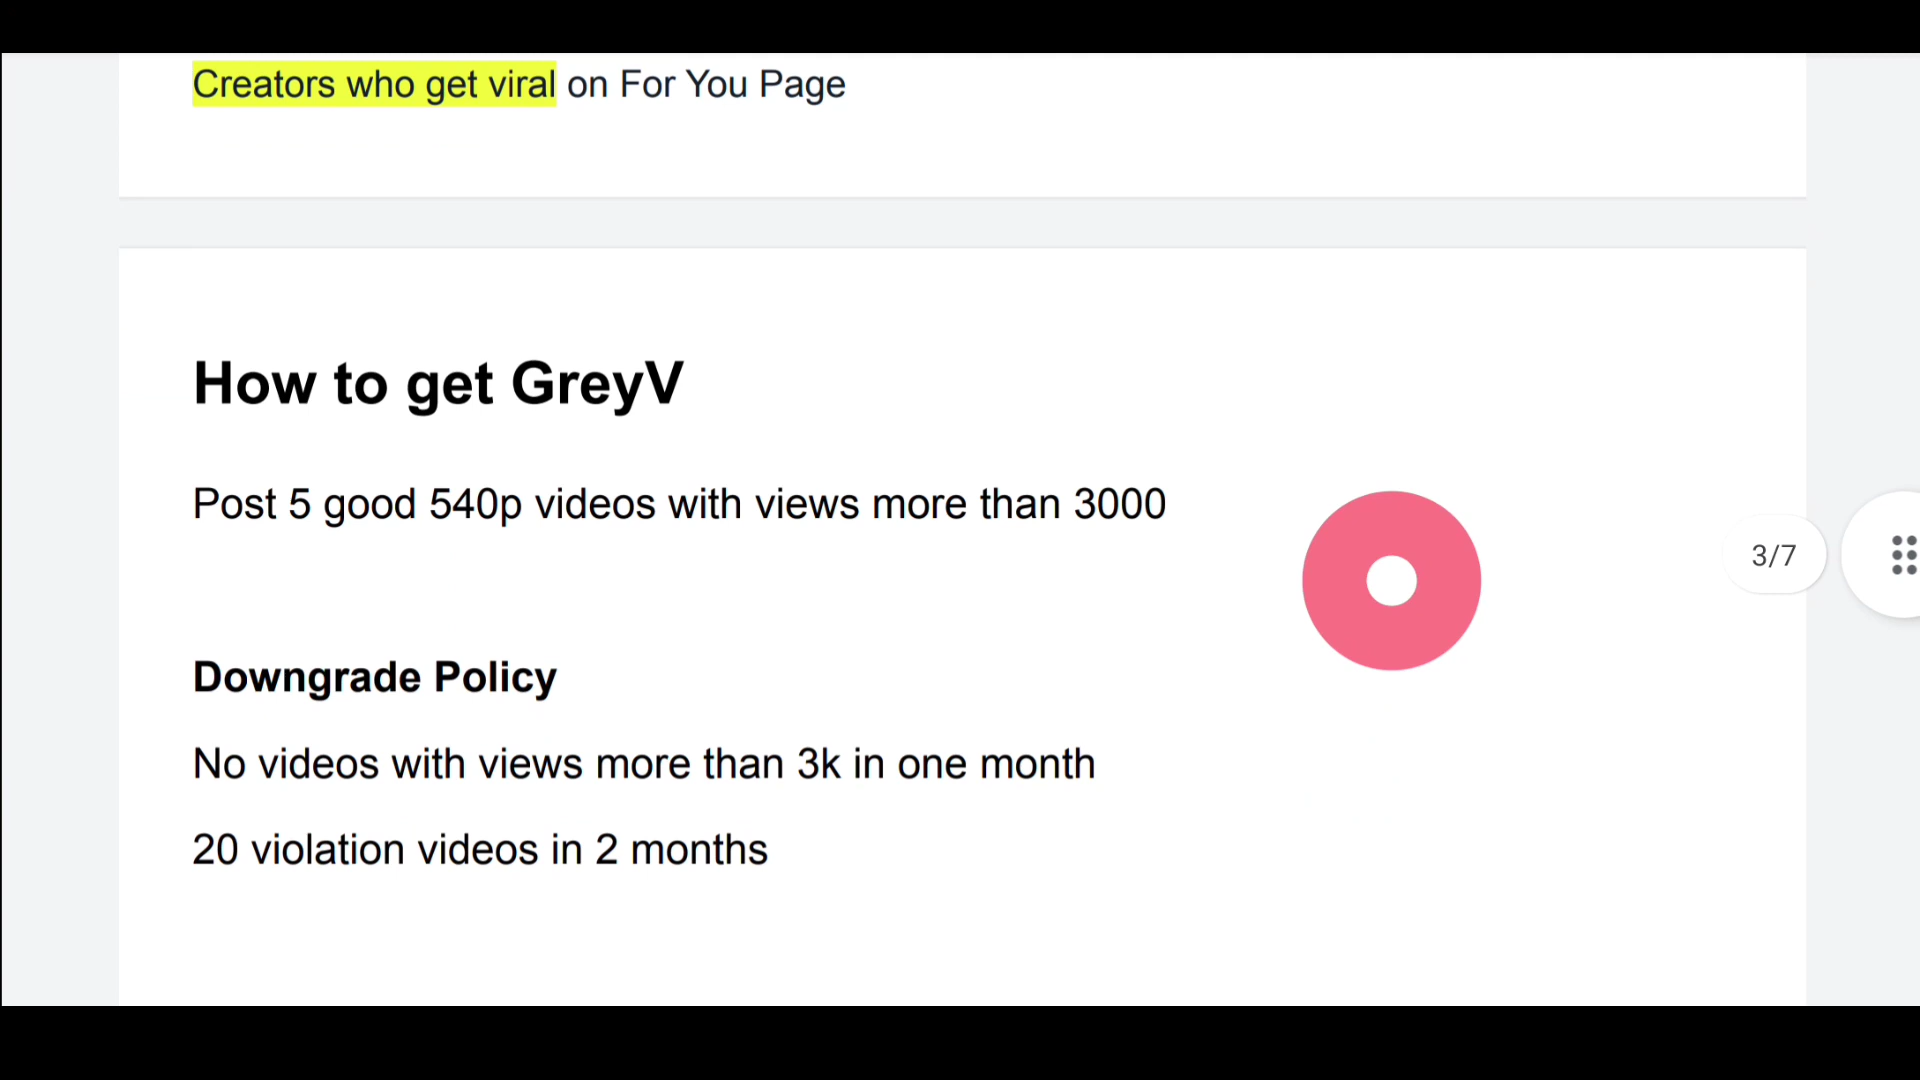 Creators who get viral on For You Page
How to get GreyV
Post 5 good 540p videos with views more than 3000
3/7
Downgrade Policy
No videos with views more than 3k in one month
20 violation videos in 2 months